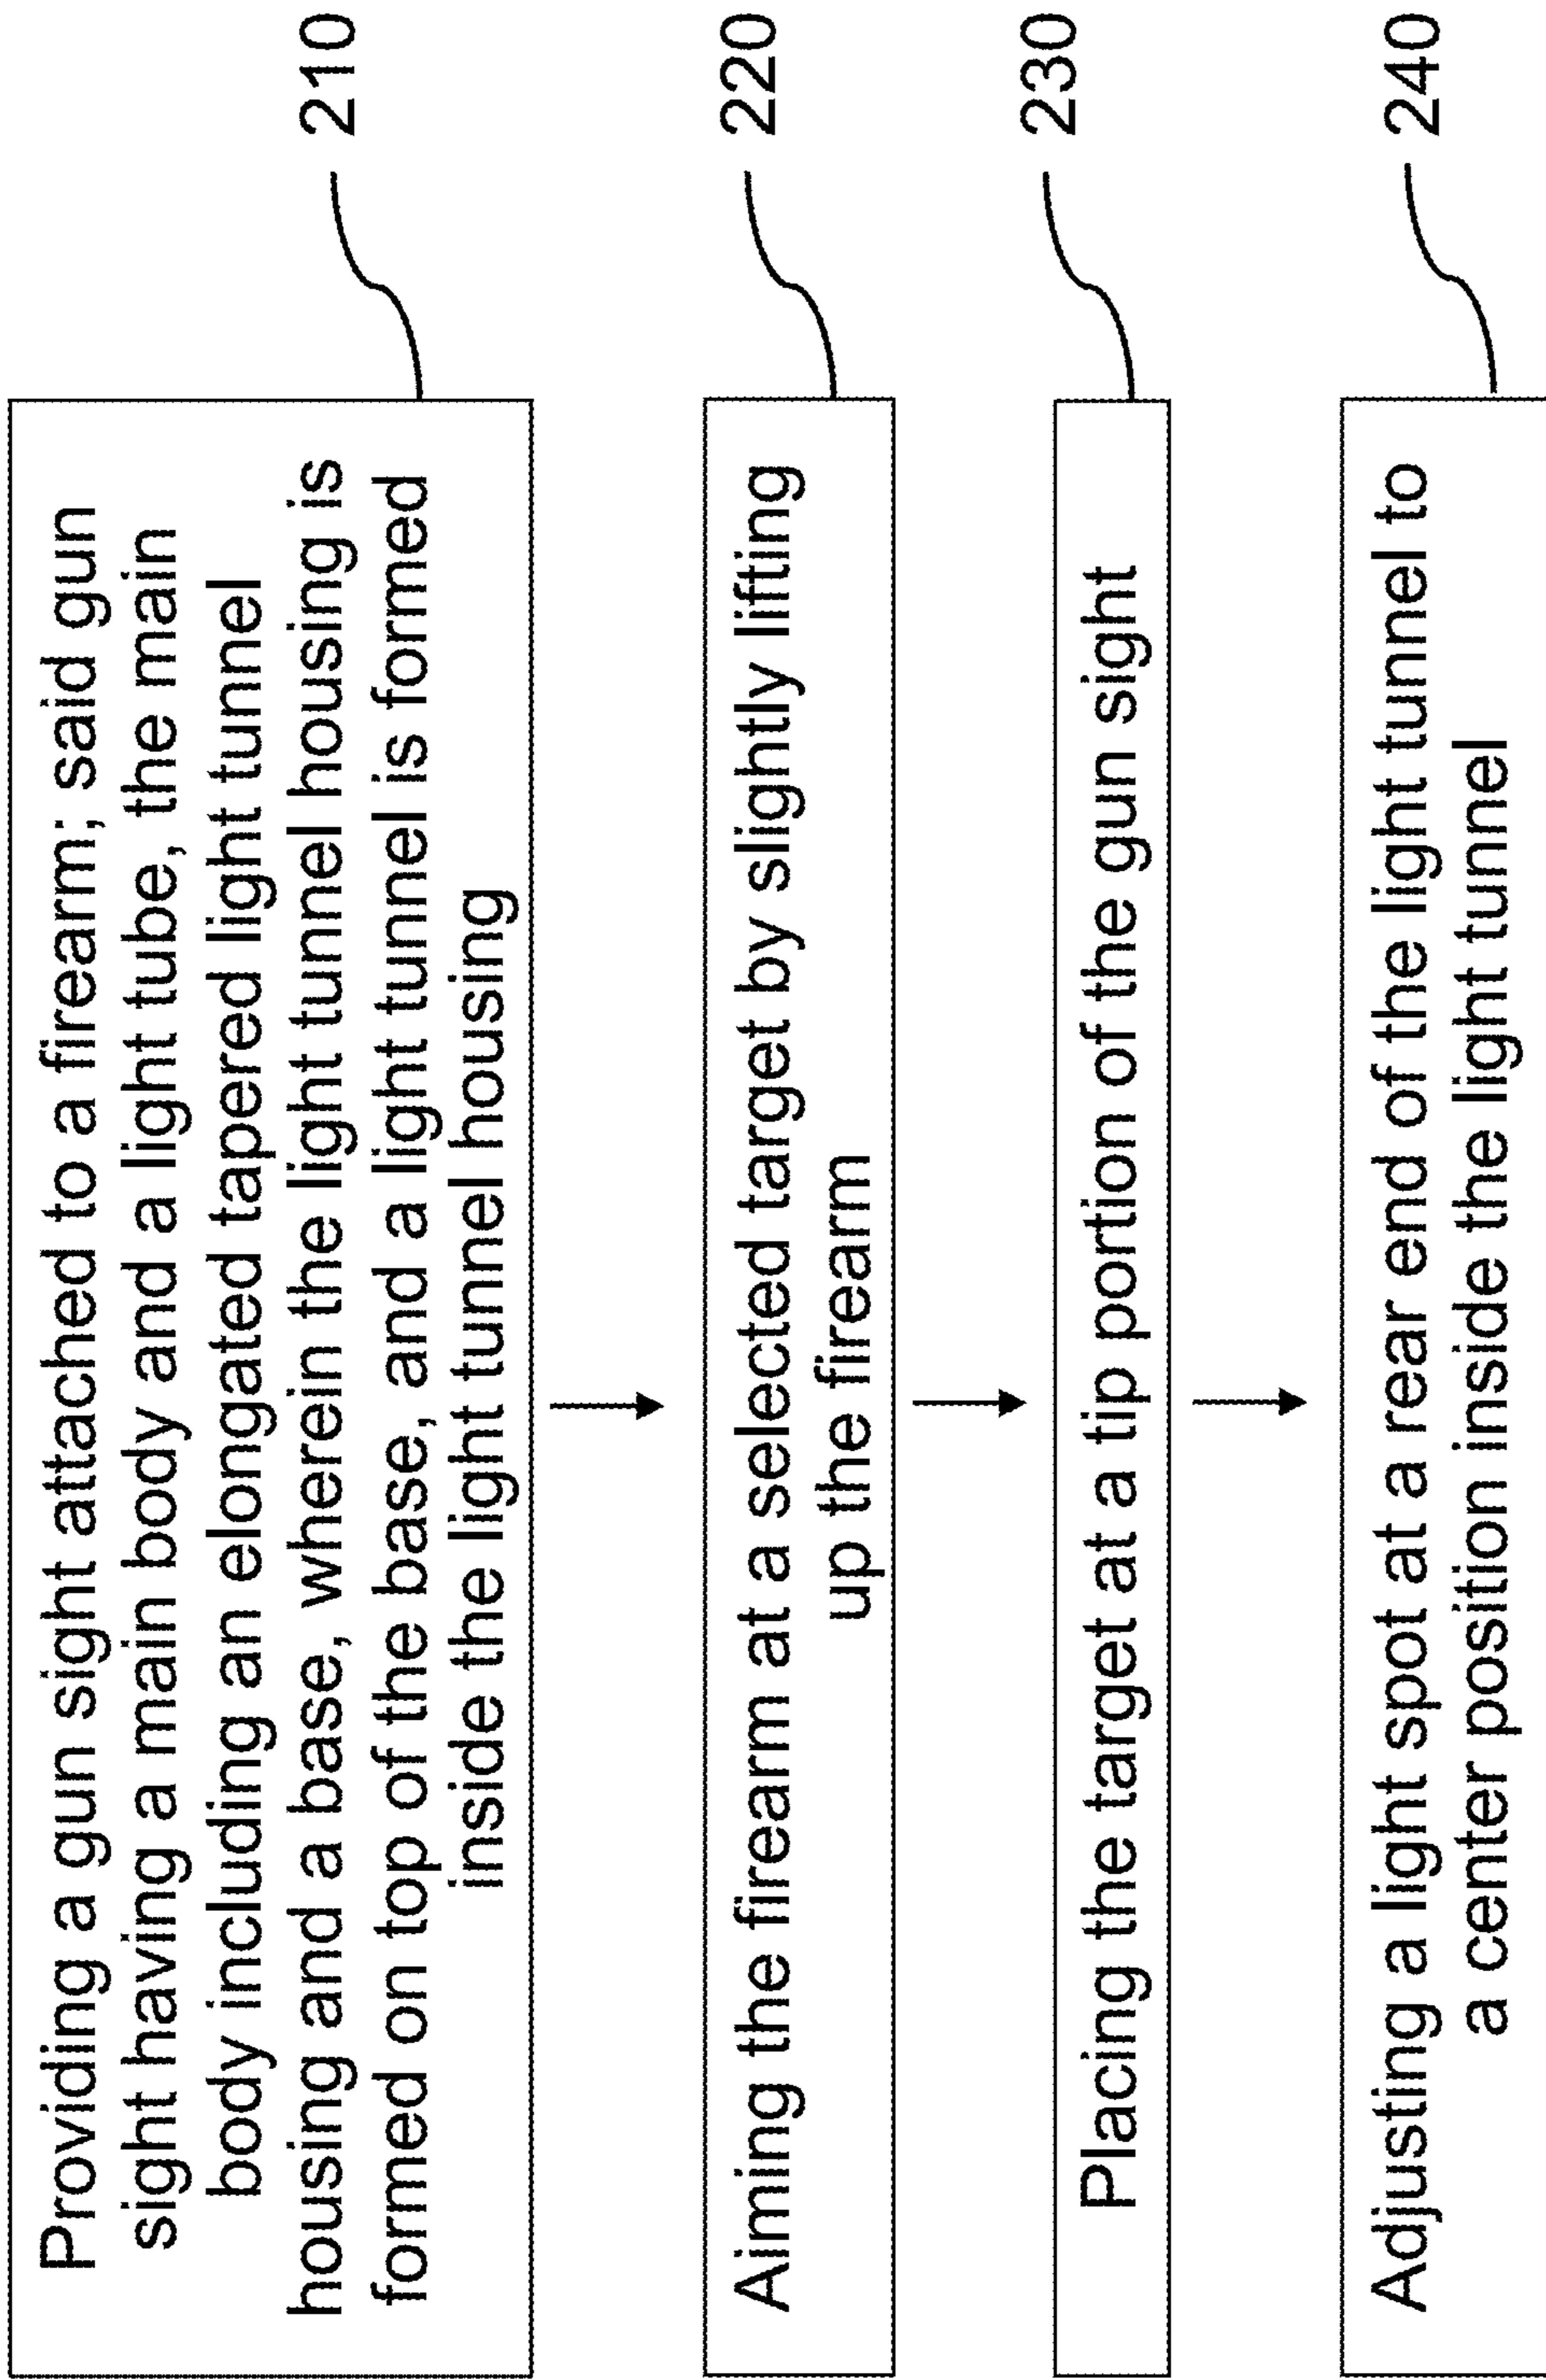 Providing a gun sight attached to a firearm; said gun
sight having a main body and a light tube, the main
body including an elongated tapered light tunnel
housing and a base, wherein the light tunnel housing is
formed on top of the base, and a light tunnel is formed
inside the light tunnel housing
210
Aiming the firearm at a selected target by slightly lifting
up the firearm
220
Placing the target at a tip portion of the gun sight
230
Adjusting a light spot at a rear end of the light tunnel to
a center position inside the light tunnel
240